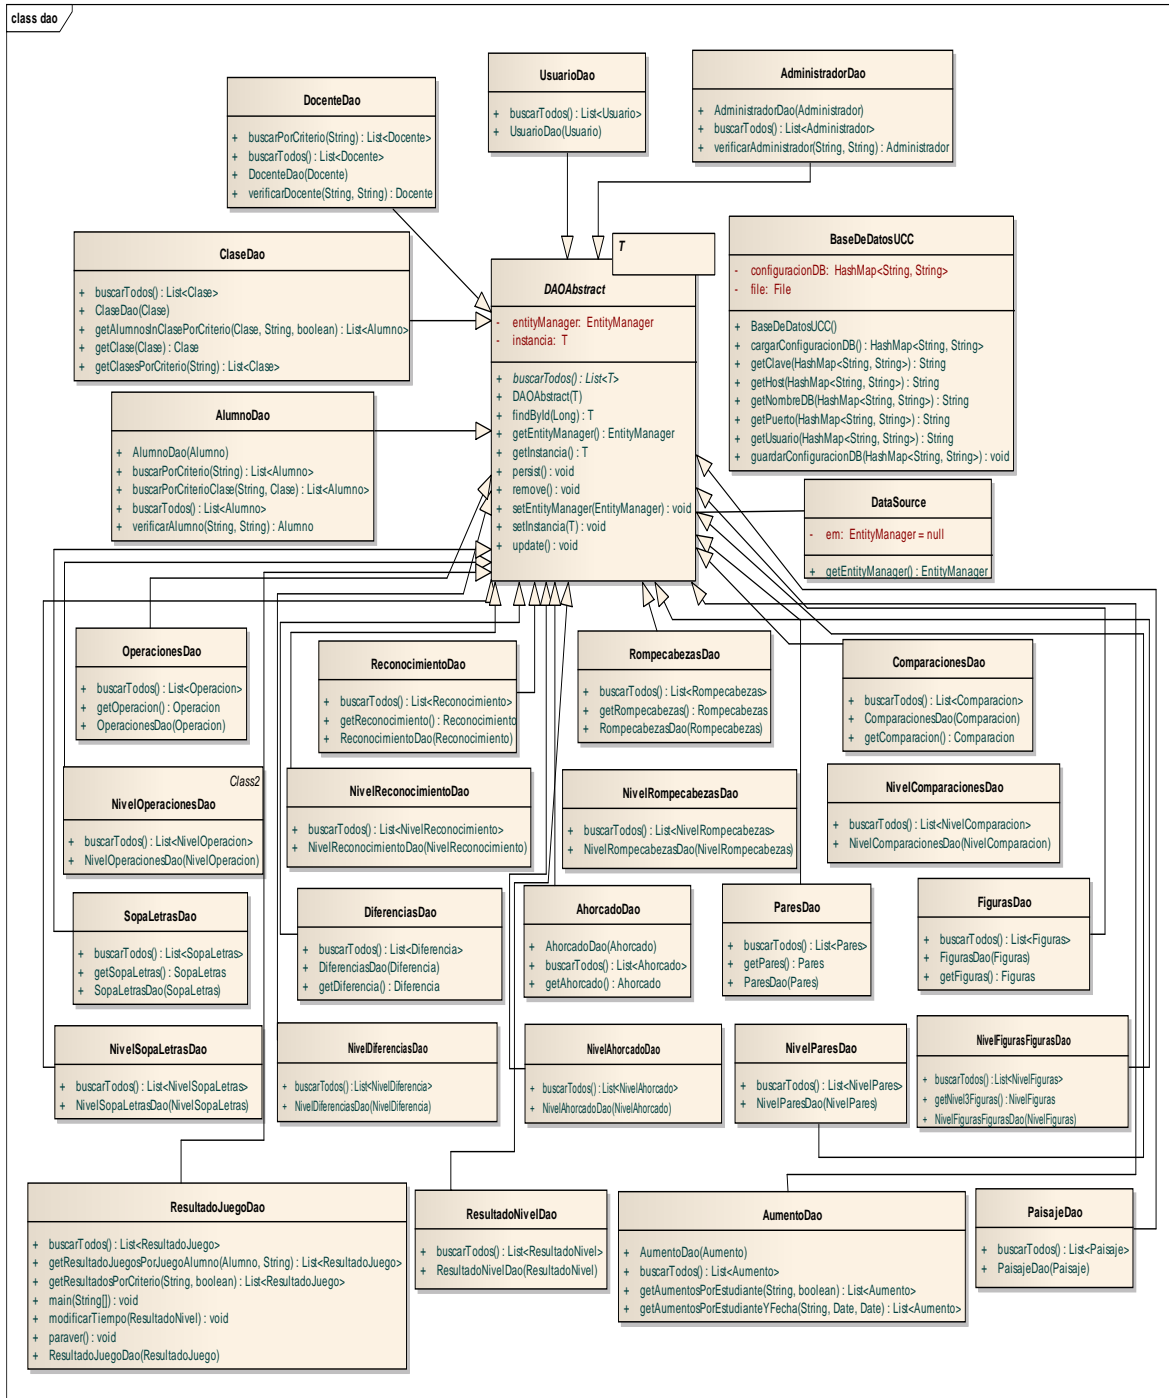 class dao
UsuarioDao
+ buscarTodos() : List<Usuario>
+ UsuarioDao(Usuario)
AdministradorDao
+ AdministradorDao(Administrador)
+ buscarTodos() : List<Administrador>
+ verificarAdministrador(String, String) : Administrador
DocenteDao
+ buscarPorCriterio(String) : List<Docente>
+ buscarTodos() : List<Docente>
+ DocenteDao(Docente)
+ verificarDocente(String, String) : Docente
ClaseDao
+ buscarTodos() : List<Clase>
+ ClaseDao(Clase)
+ getAlumnosInClasePorCriterio(Clase, String, boolean) : List<Alumno>
+ getClase(Clase) : Clase
+ getClasesPorCriterio(String) : List<Clase>
T
DAOAbstract
- entityManager: EntityManager
- instancia: T
+ buscarTodos() : List<T>
+ DAOAbstract(T)
+ findById(Long) : T
+ getEntityManager() : EntityManager
+ getInstancia() : T
+ persist() : void
+ remove() : void
+ setEntityManager(EntityManager) : void
+ setInstancia(T) : void
+ update() : void
BaseDeDatosUCC
- configuracionDB: HashMap<String, String>
- file: File
+ BaseDeDatosUCC()
+ cargarConfiguracionDB() : HashMap<String, String>
+ getClave(HashMap<String, String>) : String
+ getHost(HashMap<String, String>) : String
+ getNombreDB(HashMap<String, String>) : String
+ getPuerto(HashMap<String, String>) : String
+ getUsuario(HashMap<String, String>) : String
+ guardarConfiguracionDB(HashMap<String, String>) : void
AlumnoDao
+ AlumnoDao(Alumno)
+ buscarPorCriterio(String) : List<Alumno>
+ buscarPorCriterioClase(String, Clase) : List<Alumno>
+ buscarTodos() : List<Alumno>
+ verificarAlumno(String, String) : Alumno
DataSource
- em: EntityManager = null
+ getEntityManager() : EntityManager
OperacionesDao
+ buscarTodos() : List<Operacion>
+ getOperacion() : Operacion
+ OperacionesDao(Operacion)
ReconocimientoDao
+ buscarTodos() : List<Reconocimiento>
+ getReconocimiento() : Reconocimiento
+ ReconocimientoDao(Reconocimiento)
RompecabezasDao
+ buscarTodos() : List<Rompecabezas>
+ getRompecabezas() : Rompecabezas
+ RompecabezasDao(Rompecabezas)
ComparacionesDao
+ buscarTodos() : List<Comparacion>
+ ComparacionesDao(Comparacion)
+ getComparacion() : Comparacion
Class2
NivelOperacionesDao
+ buscarTodos() : List<NivelOperacion>
+ NivelOperacionesDao(NivelOperacion)
NivelReconocimientoDao
+ buscarTodos() : List<NivelReconocimiento>
+ NivelReconocimientoDao(NivelReconocimiento)
NivelRompecabezasDao
+ buscarTodos() : List<NivelRompecabezas>
+ NivelRompecabezasDao(NivelRompecabezas)
NivelComparacionesDao
+ buscarTodos() : List<NivelComparacion>
+ NivelComparacionesDao(NivelComparacion)
SopaLetrasDao
+ buscarTodos() : List<SopaLetras>
+ getSopaLetras() : SopaLetras
+ SopaLetrasDao(SopaLetras)
DiferenciasDao
+ buscarTodos() : List<Diferencia>
+ DiferenciasDao(Diferencia)
+ getDiferencia() : Diferencia
AhorcadoDao
+ AhorcadoDao(Ahorcado)
+ buscarTodos() : List<Ahorcado>
+ getAhorcado() : Ahorcado
ParesDao
+ buscarTodos() : List<Pares>
+ getPares() : Pares
+ ParesDao(Pares)
FigurasDao
+ buscarTodos() : List<Figuras>
+ FigurasDao(Figuras)
+ getFiguras() : Figuras
NivelSopaLetrasDao
+ buscarTodos() : List<NivelSopaLetras>
+ NivelSopaLetrasDao(NivelSopaLetras)
NivelDiferenciasDao
+ buscarTodos() : List<NivelDiferencia>
+ NivelDiferenciasDao(NivelDiferencia)
NivelAhorcadoDao
+ buscarTodos() : List<NivelAhorcado>
+ NivelAhorcadoDao(NivelAhorcado)
NivelParesDao
+ buscarTodos() : List<NivelPares>
+ NivelParesDao(NivelPares)
NivelFigurasFigurasDao
+ buscarTodos() : List<NivelFiguras>
+ getNivel3Figuras() : NivelFiguras
+ NivelFigurasFigurasDao(NivelFiguras)
ResultadoJuegoDao
+ buscarTodos() : List<ResultadoJuego>
+ getResultadoJuegosPorJuegoAlumno(Alumno, String) : List<ResultadoJuego>
+ getResultadosPorCriterio(String, boolean) : List<ResultadoJuego>
+ main(String[]) : void
+ modificarTiempo(ResultadoNivel) : void
+ paraver() : void
+ ResultadoJuegoDao(ResultadoJuego)
ResultadoNivelDao
+ buscarTodos() : List<ResultadoNivel>
+ ResultadoNivelDao(ResultadoNivel)
AumentoDao
+ AumentoDao(Aumento)
+ buscarTodos() : List<Aumento>
+ getAumentosPorEstudiante(String, boolean) : List<Aumento>
+ getAumentosPorEstudianteYFecha(String, Date, Date) : List<Aumento>
PaisajeDao
+ buscarTodos() : List<Paisaje>
+ PaisajeDao(Paisaje)